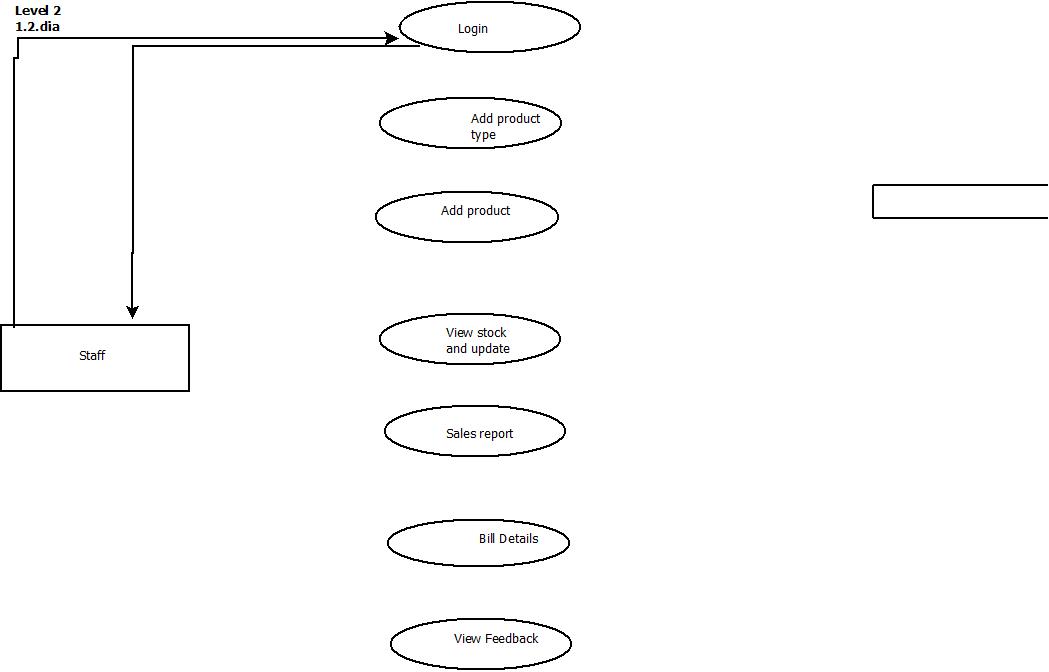 Level 2
1.2.dia
Login
Add product
type
Add product
View stock
and update
Staff
Sales report
Bill Details
View Feedback